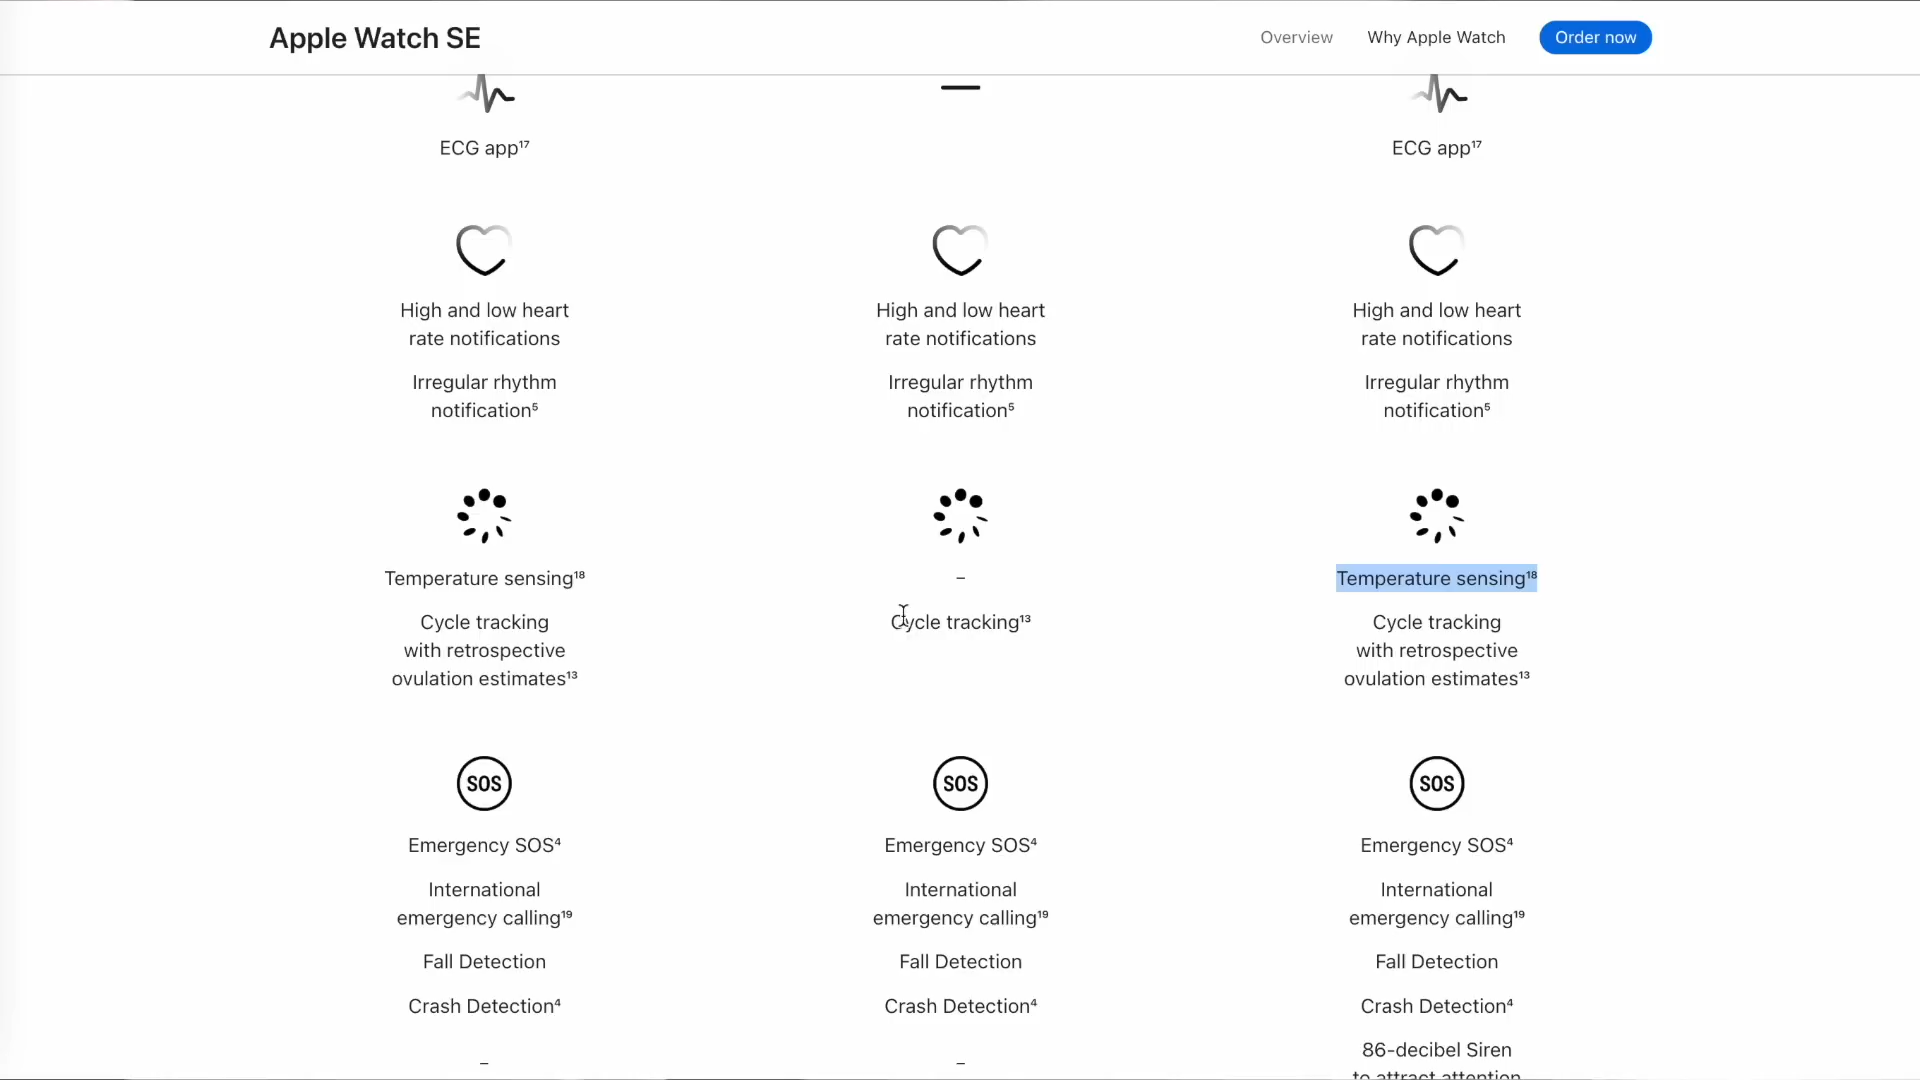 Apple Watch SE
Overview
Why Apple Watch
Order now
ECG app¹⁷
ECG app¹⁷
High and low heart
rate notifications
High and low heart
rate notifications
High and low heart
rate notifications
Irregular rhythm
notification⁵
Irregular rhythm
notification⁵
Irregular rhythm
notification⁵
Temperature sensing¹⁸
–
Temperature sensing¹⁸
Cycle tracking
with retrospective
ovulation estimates¹³
Cycle tracking¹³
Cycle tracking
with retrospective
ovulation estimates¹³
SOS
SOS
SOS
Emergency SOS⁴
Emergency SOS⁴
Emergency SOS⁴
International
emergency calling¹⁹
International
emergency calling¹⁹
International
emergency calling¹⁹
Fall Detection
Fall Detection
Fall Detection
Crash Detection⁴
Crash Detection⁴
Crash Detection⁴
–
–
86-decibel Siren
to attract attention